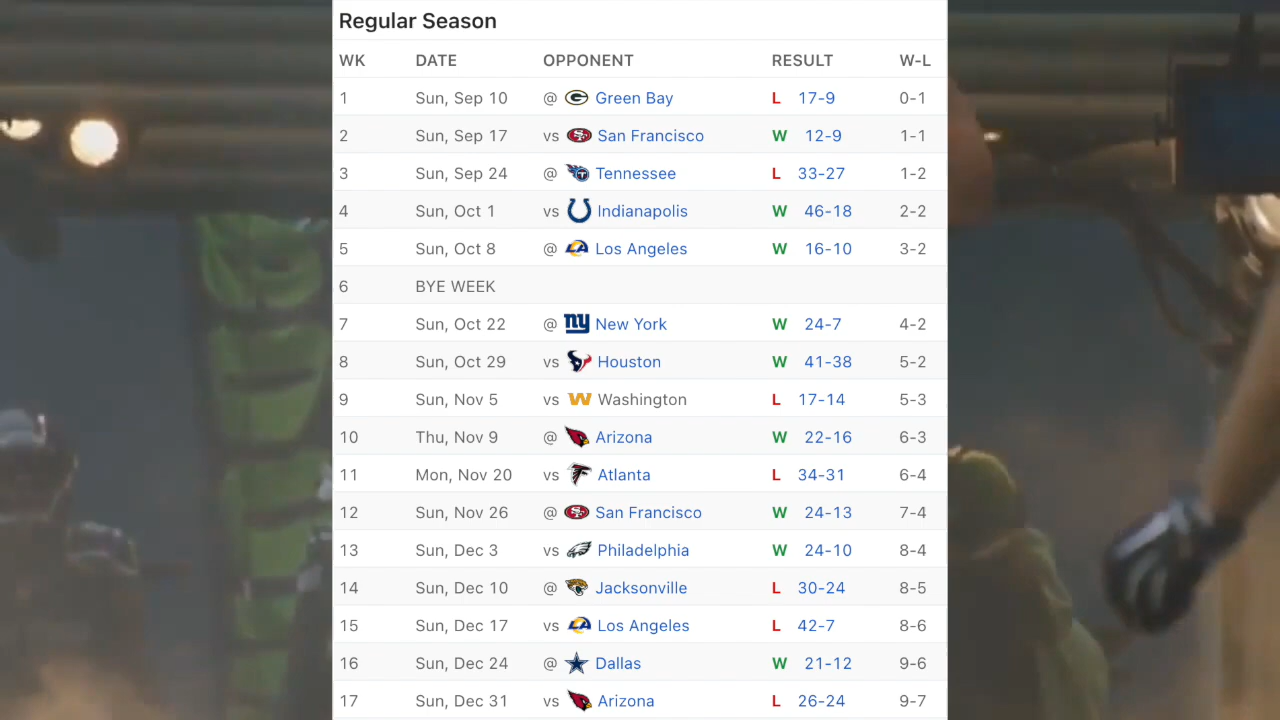 Regular Season
WK DATE OPPONENT RESULT W-L
1 Sun, Sep 10 @ Green Bay L 17-9 0-1
2 Sun, Sep 17 vs San Francisco W 12-9 1-1
3 Sun, Sep 24 @ Tennessee L 33-27 1-2
4 Sun, Oct 1 vs Indianapolis W 46-18 2-2
5 Sun, Oct 8 @ Los Angeles W 16-10 3-2
6 BYE WEEK
7 Sun, Oct 22 @ New York W 24-7 4-2
8 Sun, Oct 29 vs Houston W 41-38 5-2
9 Sun, Nov 5 vs Washington L 17-14 5-3
10 Thu, Nov 9 @ Arizona W 22-16 6-3
11 Mon, Nov 20 vs Atlanta L 34-31 6-4
12 Sun, Nov 26 @ San Francisco W 24-13 7-4
13 Sun, Dec 3 vs Philadelphia W 24-10 8-4
14 Sun, Dec 10 @ Jacksonville L 30-24 8-5
15 Sun, Dec 17 vs Los Angeles L 42-7 8-6
16 Sun, Dec 24 @ Dallas W 21-12 9-6
17 Sun, Dec 31 vs Arizona L 26-24 9-7